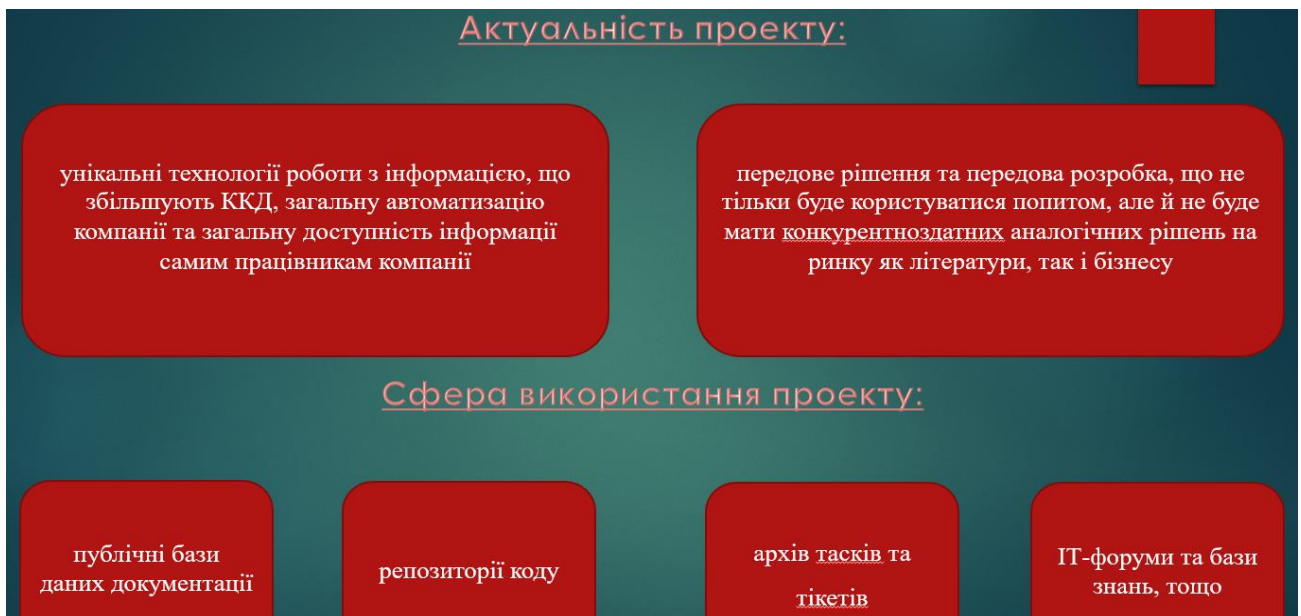 Актуальність проекту:
унікальні технології роботи з інформацією, що
збільшують ККД, загальну автоматизацію
компанії та загальну доступність інформації
самим працівникам компанії
передове рішення та передова розробка, що не
тільки буде користуватися попитом, але й не буде
мати конкурентноздатних аналогічних рішень на
ринку як літератури, так і бізнесу
Сфера використання проекту:
публічні бази
даних документації
репозиторії коду
архів тасків та
тікетів
ІТ-форуми та бази
знань, тощо